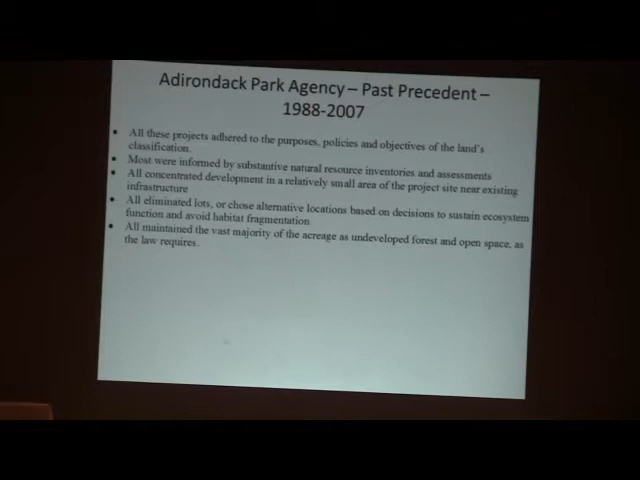 Adirondack Park Agency – Past Precedent –
1988-2007
• All these projects adhered to the purposes, policies and objectives of the land's
classification.
• Most were informed by substantive natural resource inventories and assessments
• All concentrated development in a relatively small area of the project site near existing
infrastructure
• All eliminated lots, or chose alternative locations based on decisions to sustain ecosystem
function and avoid habitat fragmentation
• All maintained the vast majority of the acreage as undeveloped forest and open space, as
the law requires.